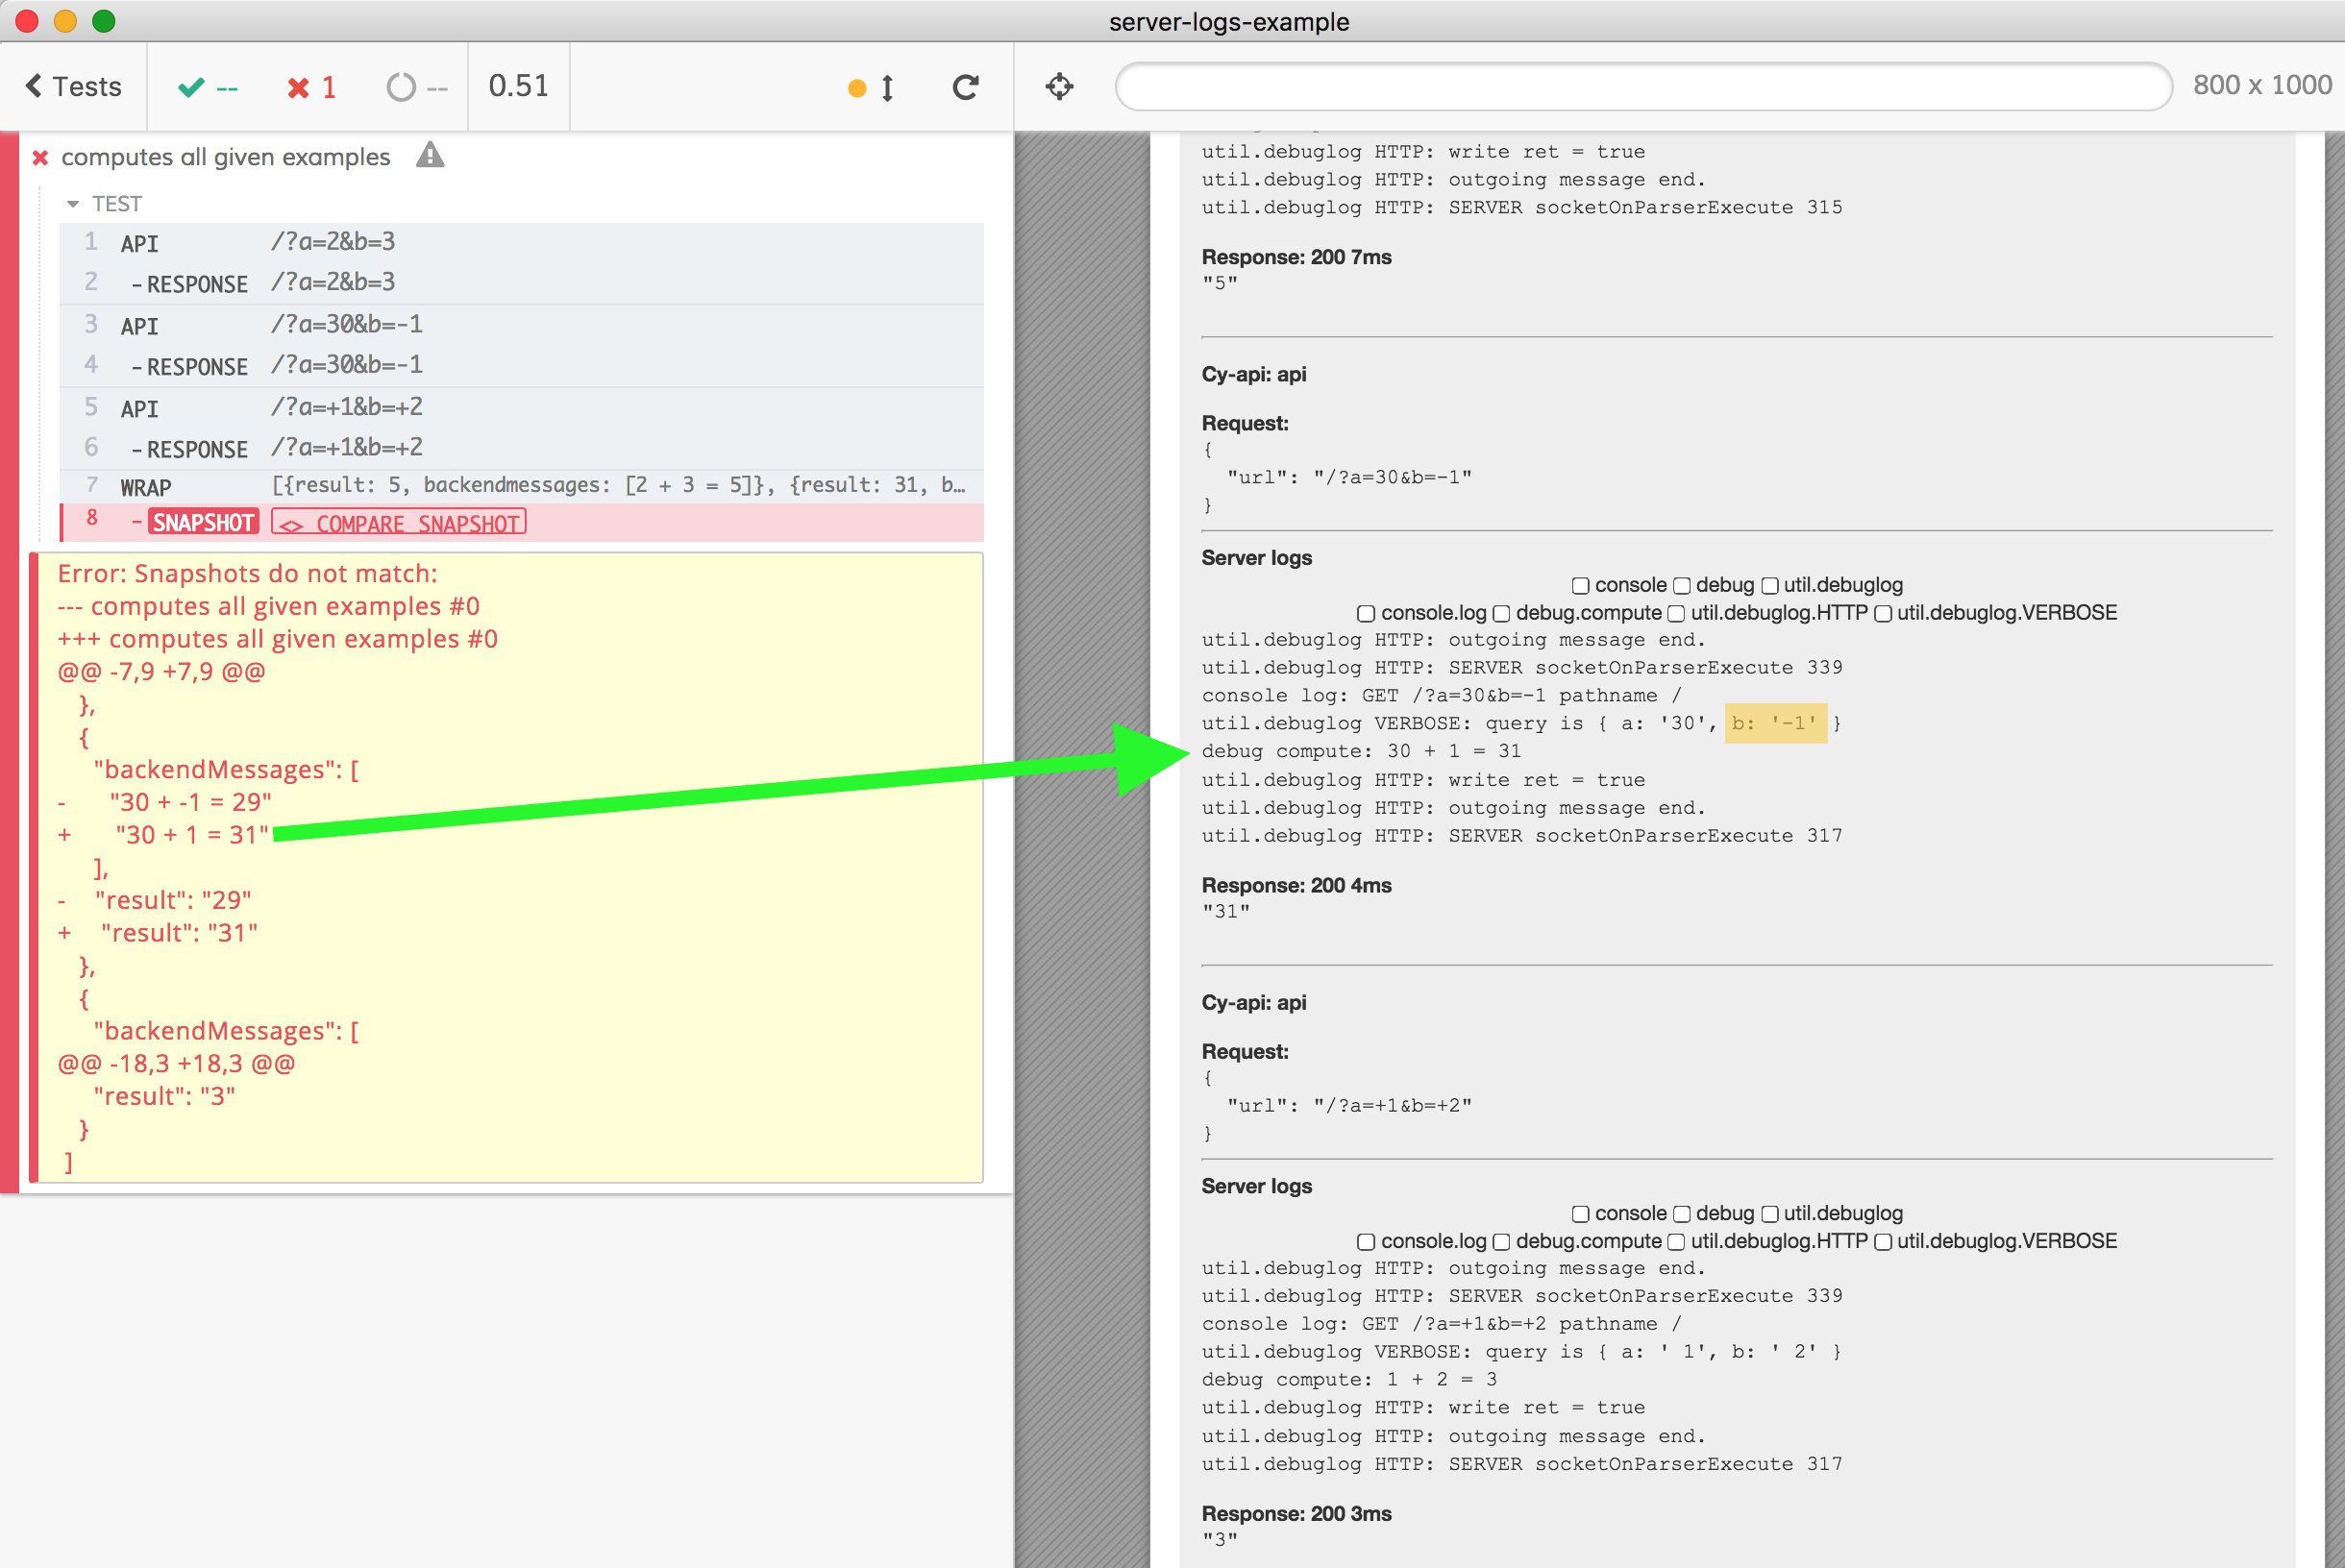 server-logs-example
Tests -- 1 -- 0.51
800 x 1000
computes all given examples
TEST
1 API /?a=2&b=3
2 -RESPONSE /?a=2&b=3
3 API /?a=30&b=-1
4 -RESPONSE /?a=30&b=-1
5 API /?a=+1&b=+2
6 -RESPONSE /?a=+1&b=+2
7 WRAP [{result: 5, backendmessages: [2 + 3 = 5]}, {result: 31, b…
8 - SNAPSHOT <> COMPARE SNAPSHOT
Error: Snapshots do not match:
--- computes all given examples #0
+++ computes all given examples #0
@@ -7,9 +7,9 @@
},
{
"backendMessages": [
- "30 + -1 = 29"
+ "30 + 1 = 31"
],
- "result": "29"
+ "result": "31"
},
{
"backendMessages": [
@@ -18,3 +18,3 @@
"result": "3"
}
]
util.debuglog HTTP: write ret = true
util.debuglog HTTP: outgoing message end.
util.debuglog HTTP: SERVER socketOnParserExecute 315
Response: 200 7ms
"5"
Cy-api: api
Request:
{
"url": "/?a=30&b=-1"
}
Server logs
console debug util.debuglog
console.log debug.compute util.debuglog.HTTP util.debuglog.VERBOSE
util.debuglog HTTP: outgoing message end.
util.debuglog HTTP: SERVER socketOnParserExecute 339
console log: GET /?a=30&b=-1 pathname /
util.debuglog VERBOSE: query is { a: '30', b: '-1' }
debug compute: 30 + 1 = 31
util.debuglog HTTP: write ret = true
util.debuglog HTTP: outgoing message end.
util.debuglog HTTP: SERVER socketOnParserExecute 317
Response: 200 4ms
"31"
Cy-api: api
Request:
{
"url": "/?a=+1&b=+2"
}
Server logs
console debug util.debuglog
console.log debug.compute util.debuglog.HTTP util.debuglog.VERBOSE
util.debuglog HTTP: outgoing message end.
util.debuglog HTTP: SERVER socketOnParserExecute 339
console log: GET /?a=+1&b=+2 pathname /
util.debuglog VERBOSE: query is { a: ' 1', b: ' 2' }
debug compute: 1 + 2 = 3
util.debuglog HTTP: write ret = true
util.debuglog HTTP: outgoing message end.
util.debuglog HTTP: SERVER socketOnParserExecute 317
Response: 200 3ms
"3"